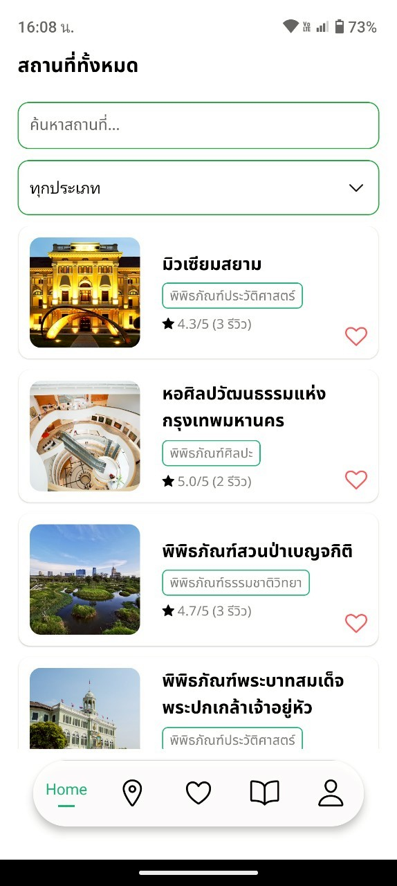 16:08 น.
73%
สถานที่ทั้งหมด
ค้นหาสถานที่...
ทุกประเภท
มิวเซียมสยาม
พิพิธภัณฑ์ประวัติศาสตร์
4.3/5 (3 รีวิว)
หอศิลปวัฒนธรรมแห่ง
กรุงเทพมหานคร
พิพิธภัณฑ์ศิลปะ
5.0/5 (2 รีวิว)
พิพิธภัณฑ์สวนป่าเบญจกิติ
พิพิธภัณฑ์ธรรมชาติวิทยา
4.7/5 (3 รีวิว)
พิพิธภัณฑ์พระบาทสมเด็จ
พระปกเกล้าเจ้าอยู่หัว
พิพิธภัณฑ์ประวัติศาสตร์
Home